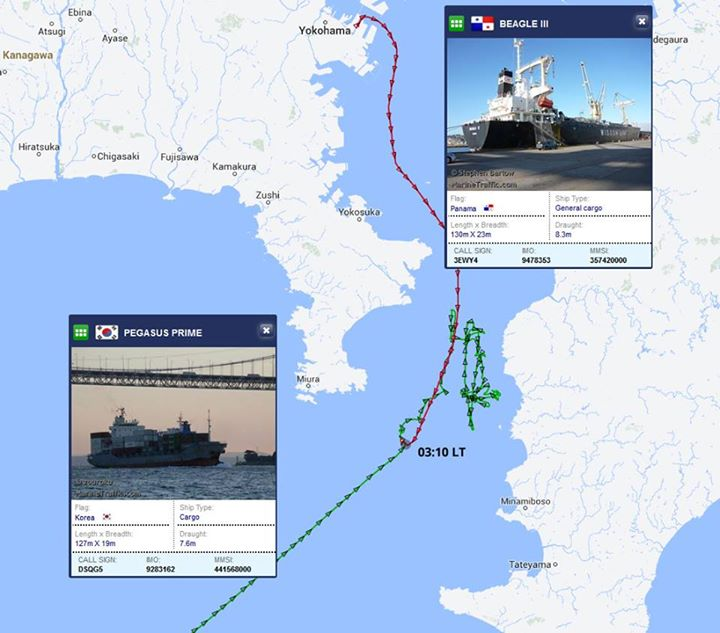 Ebina
Atsugi
Ayase
Kanagawa
Yokohama
degaura
Hiratsuka
Chigasaki
Fujisawa
Kamakura
Zushi
Yokosuka
BEAGLE III
© Stephen Bartow
MarineTraffic.com
Flag:
Panama
Ship Type:
General cargo
Length x Breadth:
130m X 23m
Draught:
8.3m
CALL SIGN:
3EWY4
IMO:
9478353
MMSI:
357420000
PEGASUS PRIME
MarineTraffic.com
Flag:
Korea
Ship Type:
Cargo
Length x Breadth:
127m X 19m
Draught:
7.6m
CALL SIGN:
DSQG5
IMO:
9283162
MMSI:
441568000
Miura
03:10 LT
Minamiboso
Tateyama